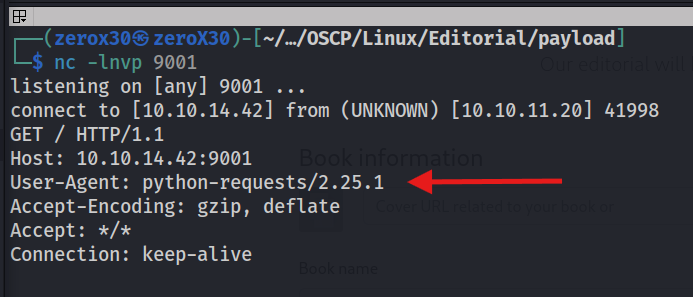 ┌──(zerox30㉿zeroX30)-[~/…/OSCP/Linux/Editorial/payload]
└─$ nc -lnvp 9001
Our editorial will
listening on [any] 9001 ...
connect to [10.10.14.42] from (UNKNOWN) [10.10.11.20] 41998
GET / HTTP/1.1
Host: 10.10.14.42:9001
Book information
User-Agent: python-requests/2.25.1
Accept-Encoding: gzip, deflate
Cover URL related to your book or
Accept: */*
Connection: keep-alive
Book name